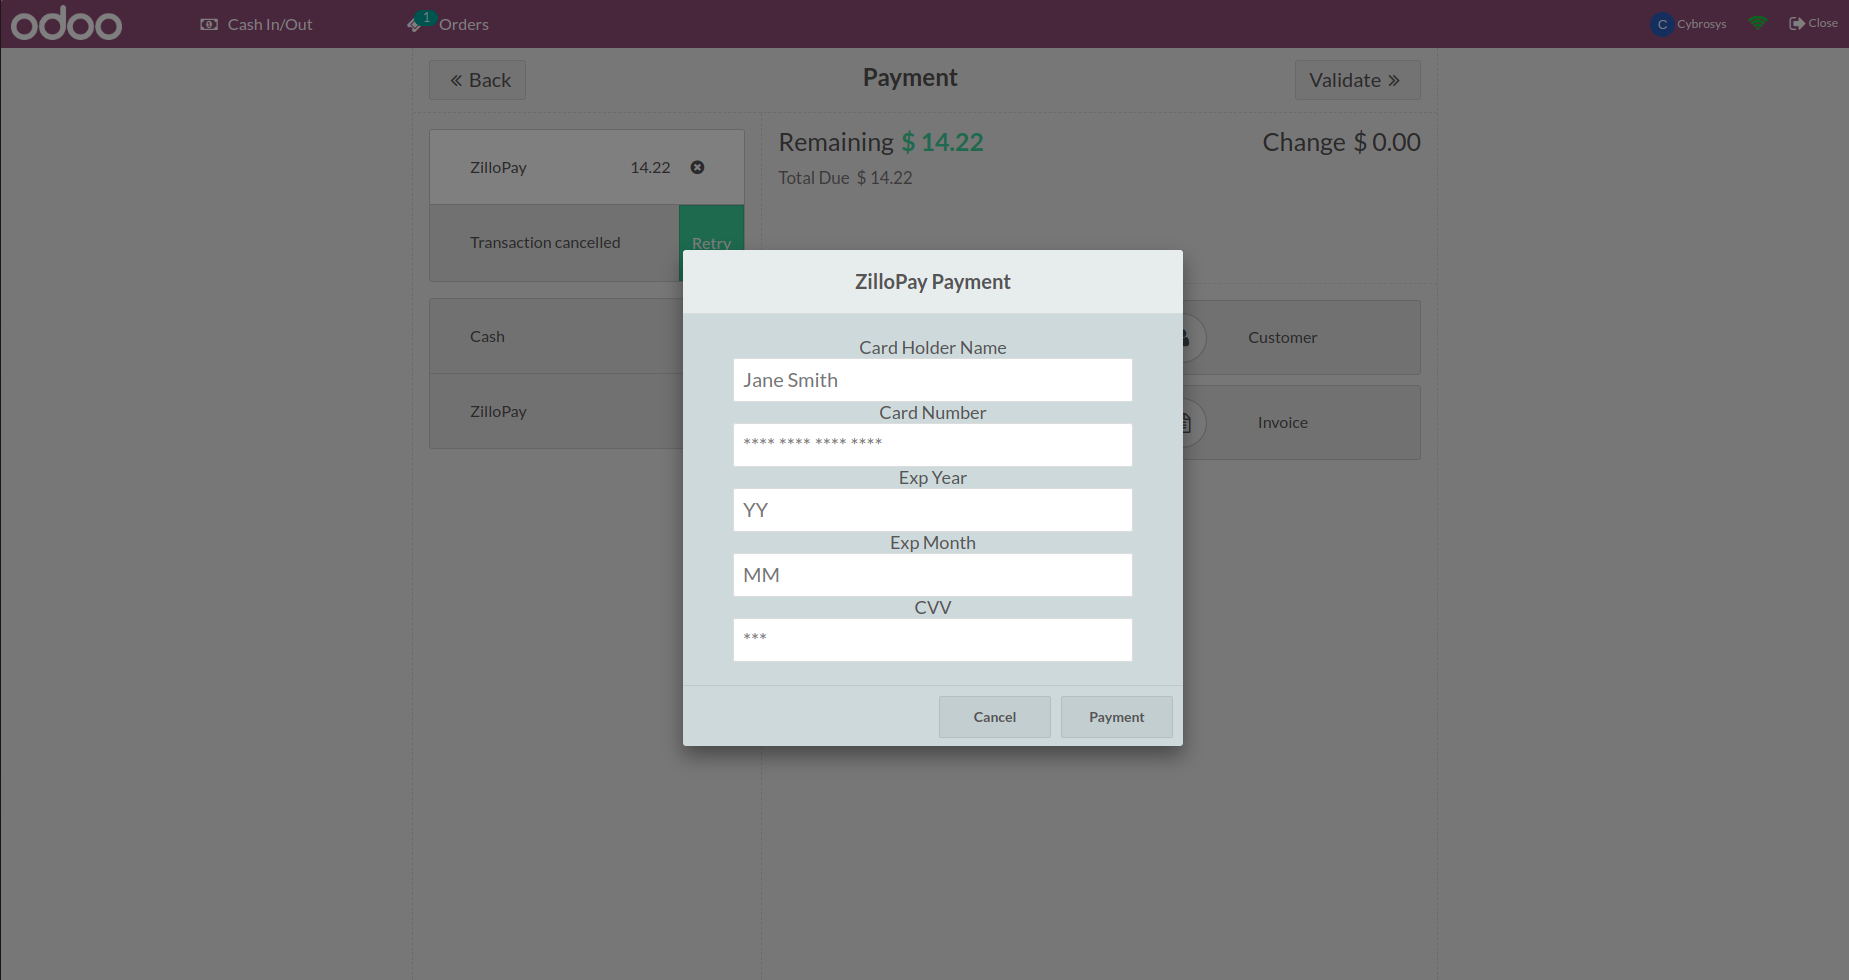 odoo
Cash In/Out
1
Orders
C
Cybrosys
Close
Back
Payment
Validate
ZilloPay 14.22
Transaction cancelled
Retry
Cash
ZilloPay
Remaining $ 14.22
Change $ 0.00
Total Due $ 14.22
Customer
Invoice
ZilloPay Payment
Card Holder Name
Jane Smith
Card Number
**** **** **** ****
Exp Year
YY
Exp Month
MM
CVV
***
Cancel
Payment